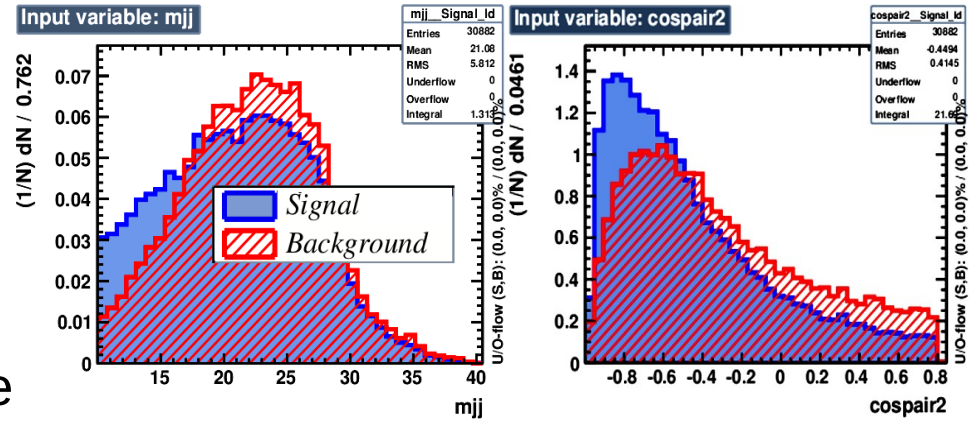 Input variable: mjj
mjj__Signal_Id
Entries 30882
Mean 21.08
RMS 5.812
Underflow 0
Overflow 0
Integral 1.313
(1/N) dN / 0.762
0.07
0.06
0.05
0.04
0.03
0.02
0.01
0
15 20 25 30 35 40
mjj
Signal
Background
U/O-flow (S,B): (0.0, 0.0)% / (0.0, 0.0)%
Input variable: cospair2
cospair2__Signal_Id
Entries 30882
Mean -0.4494
RMS 0.4145
Underflow 0
Overflow 0
Integral
(1/N) dN / 0.0461
1.4
1.2
1
0.8
0.6
0.4
0.2
0
-0.8 -0.6 -0.4 -0.2 0 0.2 0.4 0.6 0.8
cospair2
U/O-flow (S,B): (0.0, 0.0)% / (0.0, 0.0)%
e